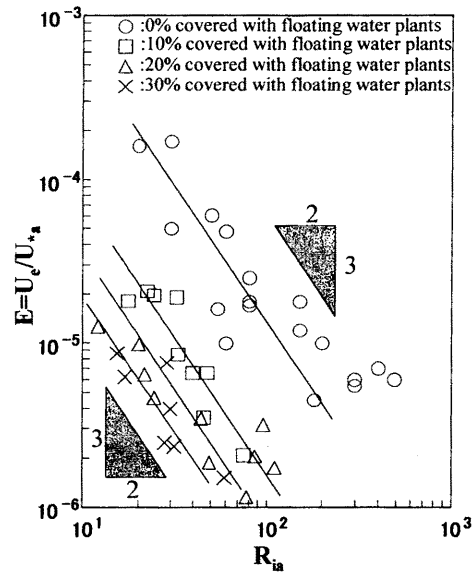 ○ :0% covered with floating water plants
□ :10% covered with floating water plants
△ :20% covered with floating water plants
× :30% covered with floating water plants
10⁻³
10⁻⁴
10⁻⁵
10⁻⁶
E=Uₑ/U*ₐ
2
3
3
2
10¹
10²
10³
R_ia